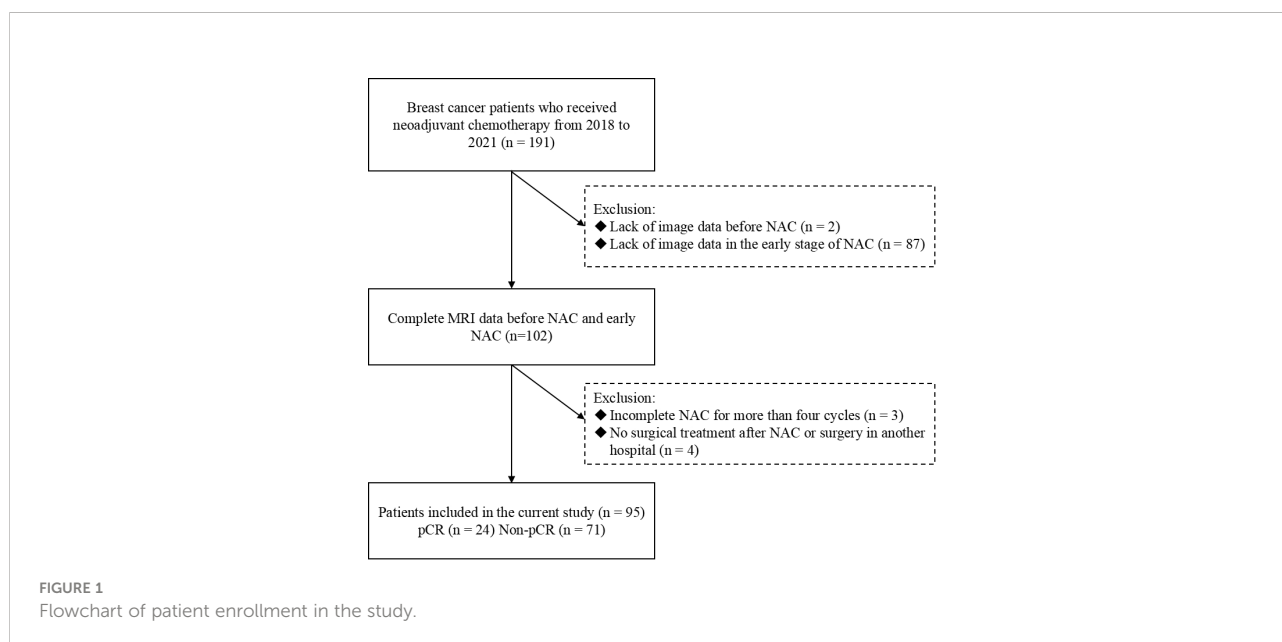 Breast cancer patients who received
neoadjuvant chemotherapy from 2018 to
2021 (n = 191)
Exclusion:
◆ Lack of image data before NAC (n = 2)
◆ Lack of image data in the early stage of NAC (n = 87)
Complete MRI data before NAC and early
NAC (n=102)
Exclusion:
◆ Incomplete NAC for more than four cycles (n = 3)
◆ No surgical treatment after NAC or surgery in another
hospital (n = 4)
Patients included in the current study (n = 95)
pCR (n = 24) Non-pCR (n = 71)
FIGURE 1
Flowchart of patient enrollment in the study.